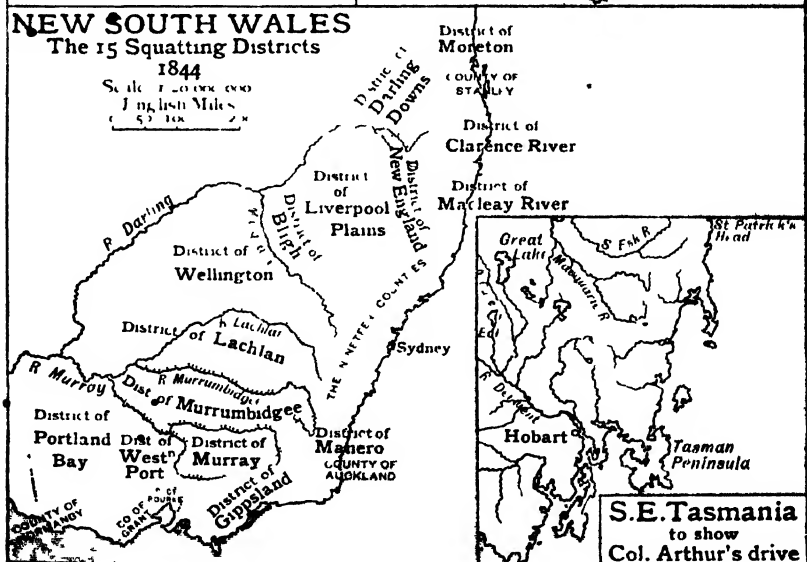 NEW SOUTH WALES
The 15 Squatting Districts
1844
English Miles
District of
Moreton
COUNTY OF
STANLEY
District of
Darling
Downs
District of
Clarence River
District of
New England
District of
Macleay River
District
of
Liverpool
Plains
District of
Bligh
R Darling
District of
Wellington
THE NINETEEN COUNTIES
Sydney
R Lachlan
District of Lachlan
R Murray
R Murrumbidgee
Dist of Murrumbidgee
District of
Portland
Bay
Dist of
Westn
Port
District of
Murray
District of
Manero
COUNTY OF
AUCKLAND
District of
Gippsland
CO OF
GRANT
COUNTY OF
St Patrick's
Head
Great
Lake
S Esk R
Macquarie R
R Derwent
Hobart
Tasman
Peninsula
S.E.Tasmania
to show
Col. Arthur's drive